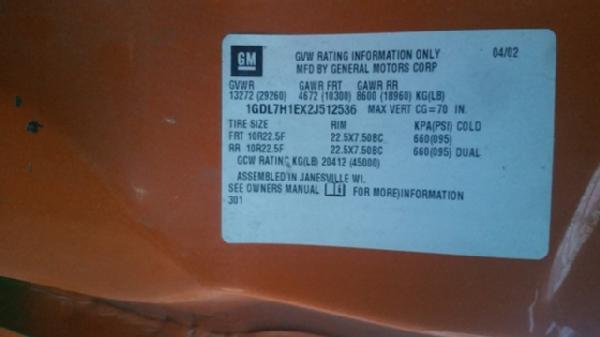 GM
GVW RATING INFORMATION ONLY 04/02
MFD BY GENERAL MOTORS CORP
GVWR GAWR FRT GAWR RR
13272 (29260) 4672 (10300) 8600 (18960) KG(LB)
1GDL7H1EX2J512536 MAX VERT CG=70 IN.
TIRE SIZE RIM KPA(PSI) COLD
FRT 10R22.5F 22.5X7.50BC 660(095)
RR 10R22.5F 22.5X7.50BC 660(095) DUAL
GCW RATING KG(LB) 20412 (45000)
ASSEMBLED IN JANESVILLE WI.
SEE OWNERS MANUAL FOR MORE)INFORMATION
301